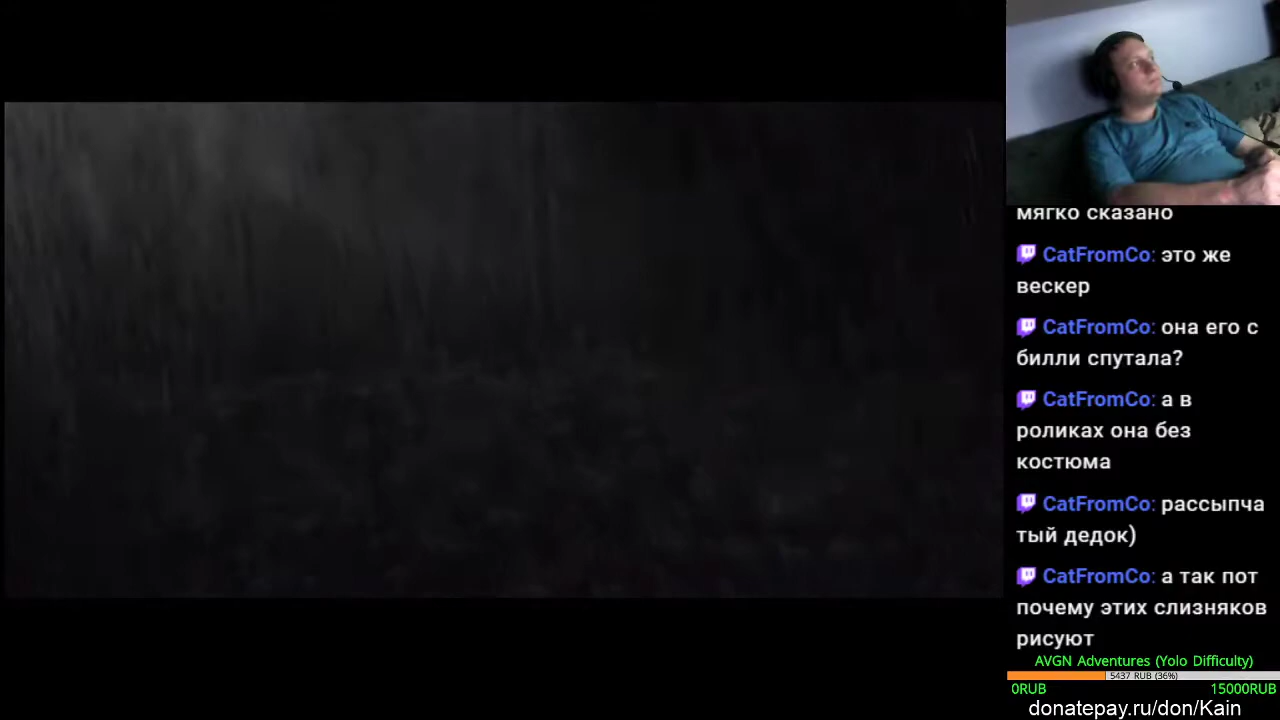 мягко сказано
CatFromCo: это же
вескер
CatFromCo: она его с
билли спутала?
CatFromCo: а в
роликах она без
костюма
CatFromCo: рассыпча
тый дедок)
CatFromCo: а так пот
почему этих слизняков
рисуют
AVGN Adventures (Yolo Difficulty)
5437 RUB (36%)
0RUB 15000RUB
donatepay.ru/don/Kain